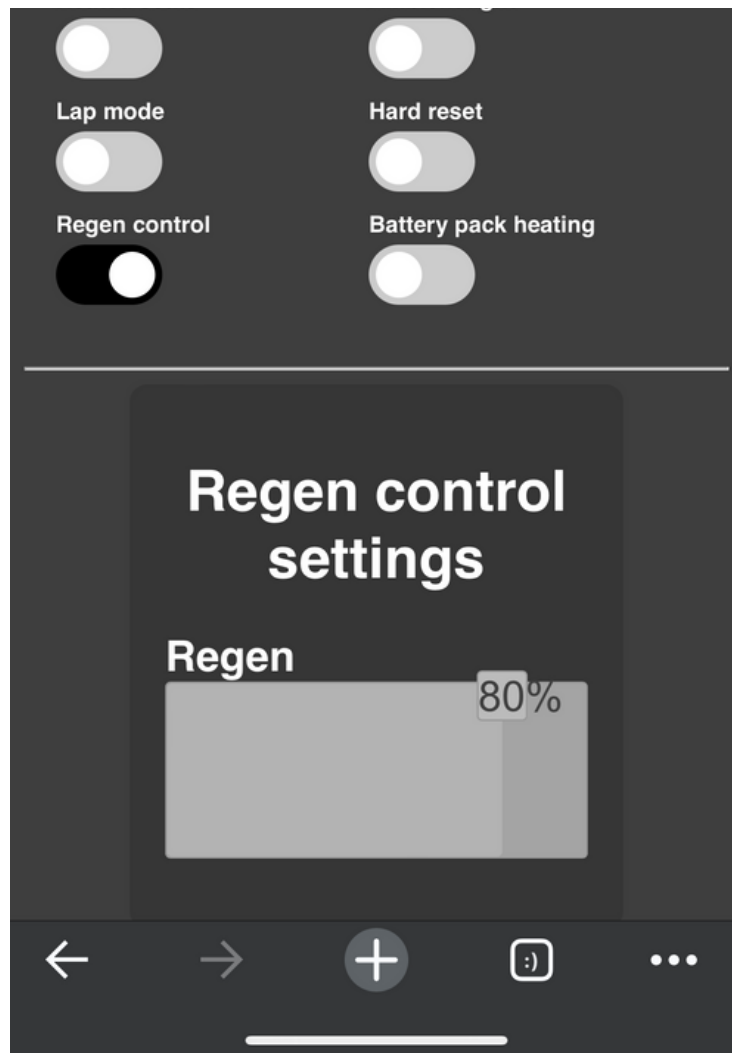 Lap mode Hard reset
Regen control Battery pack heating
Regen control
settings
Regen
80%
:)